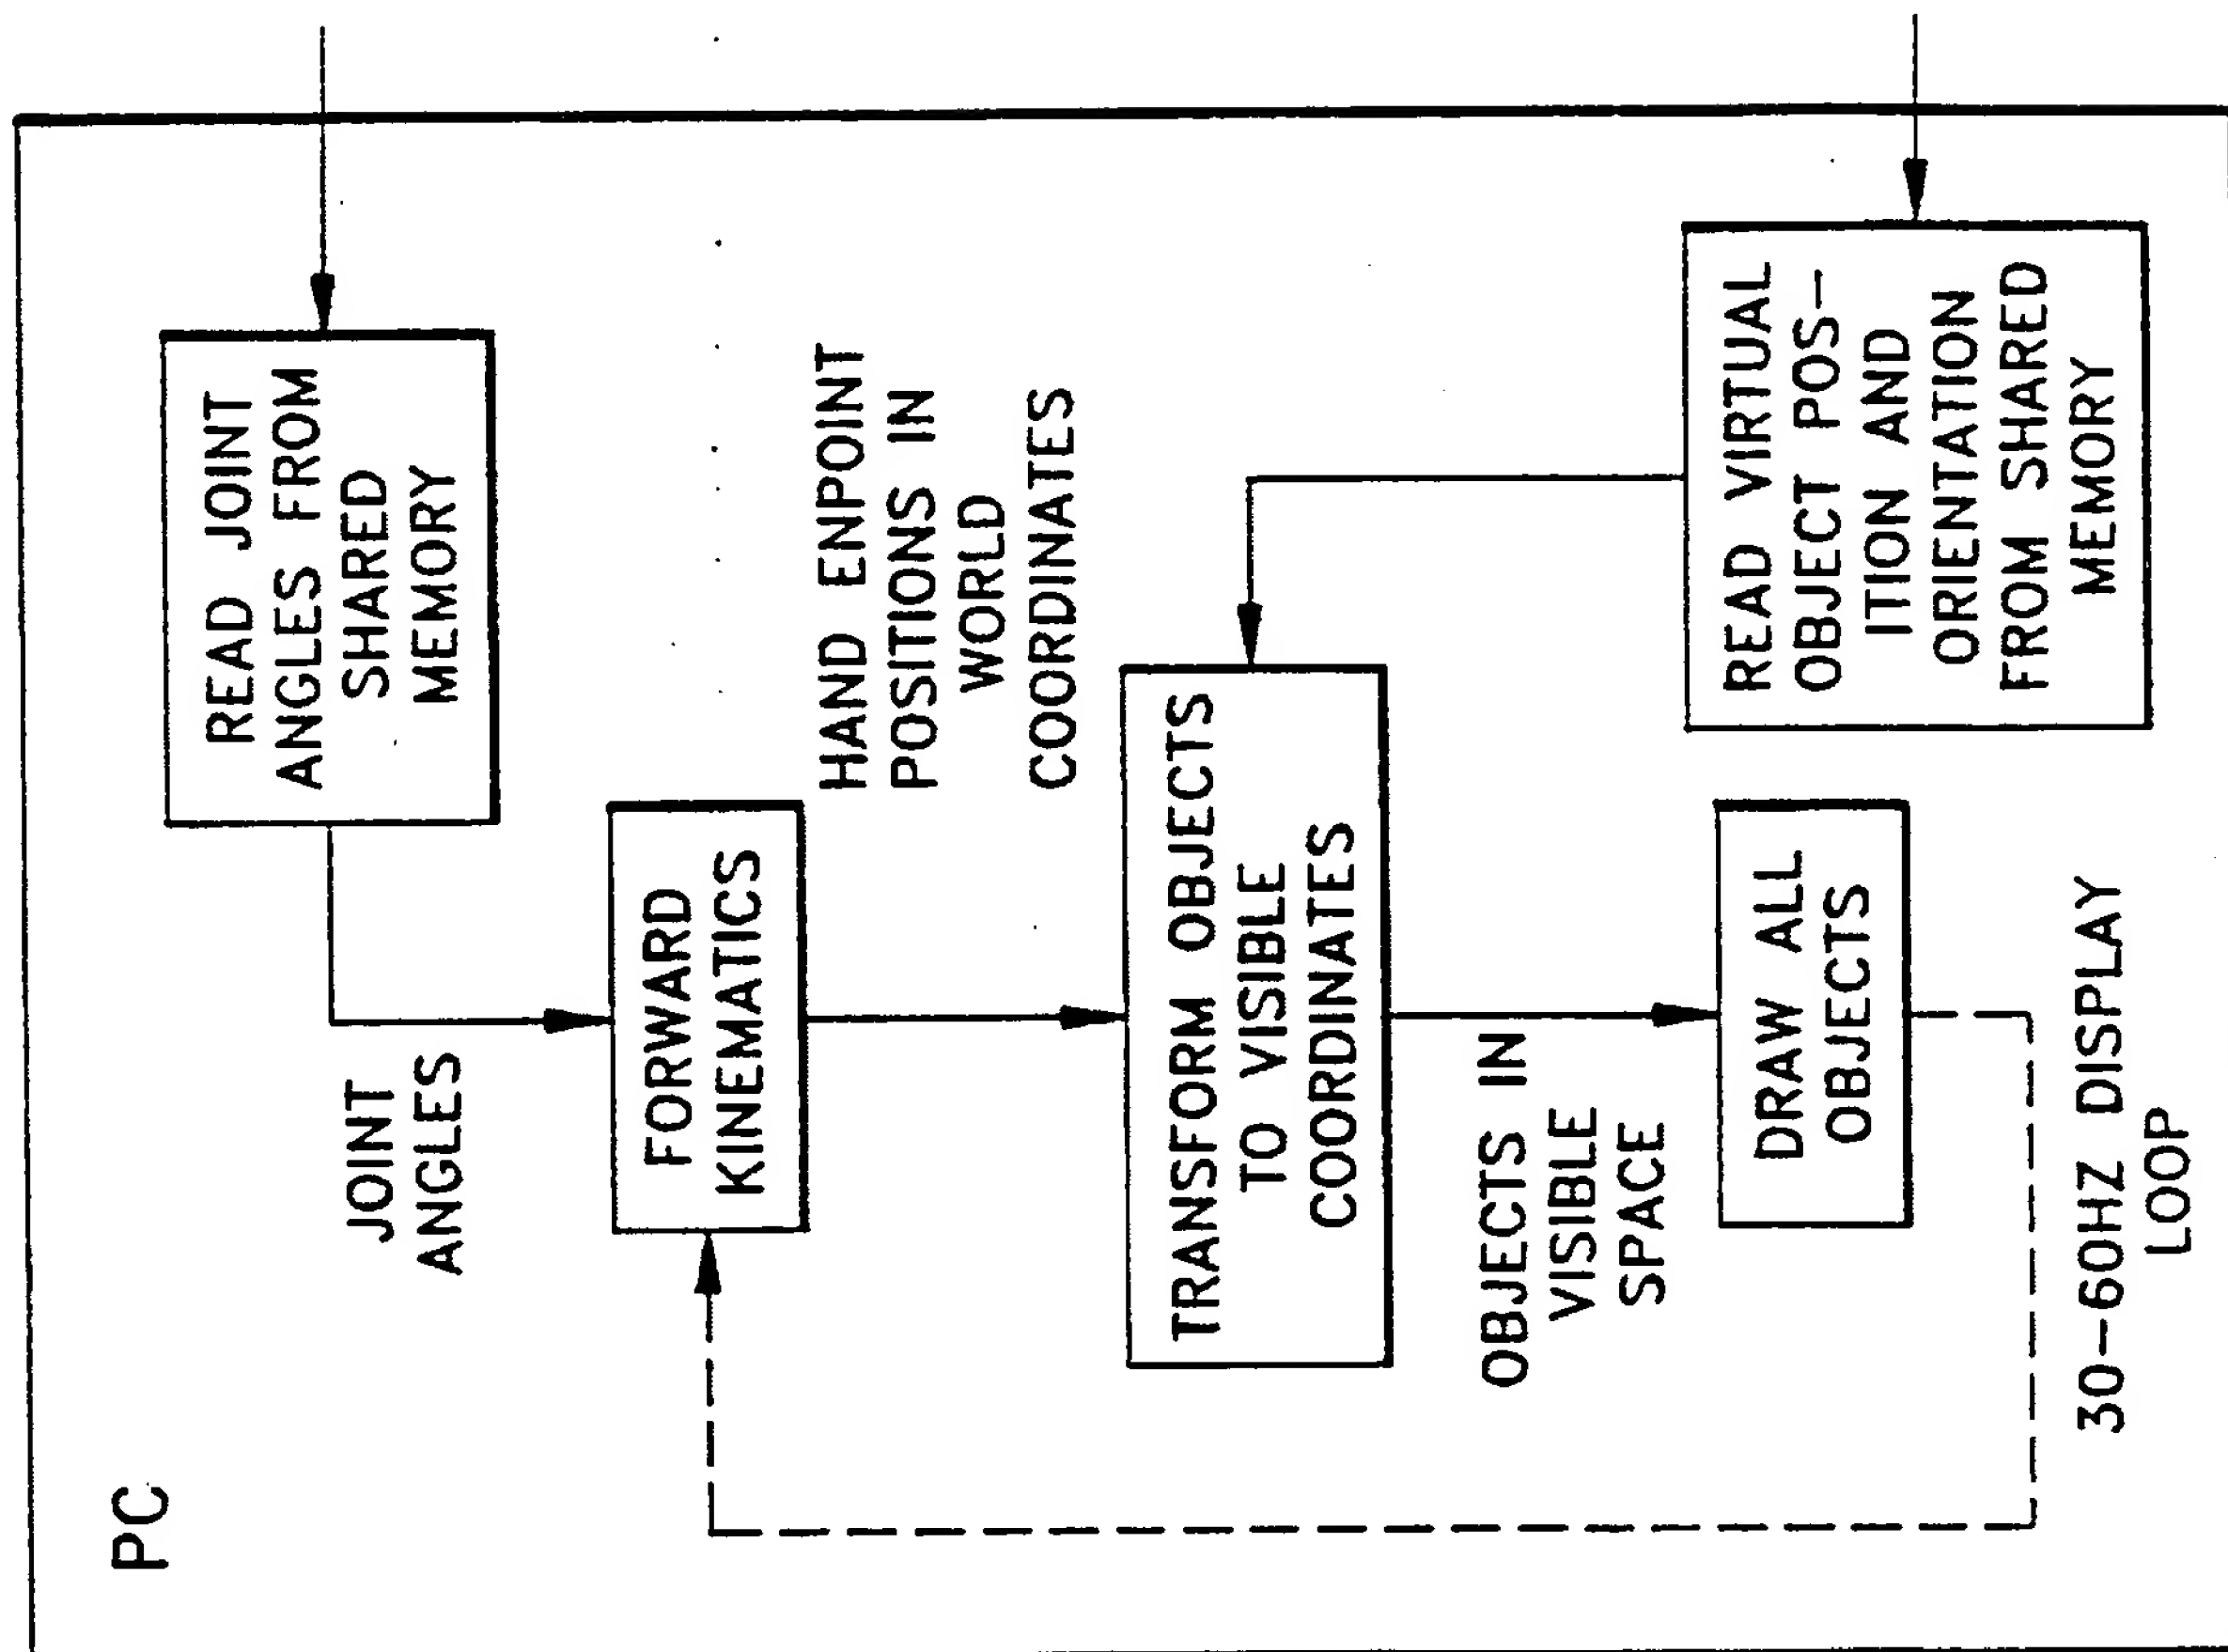 PC
READ JOINT
ANGLES FROM
SHARED
MEMORY
JOINT
ANGLES
FORWARD
KINEMATICS
HAND ENPOINT
POSITIONS IN
WORLD
COORDINATES
TRANSFORM OBJECTS
TO VISIBLE
COORDINATES
OBJECTS IN
VISIBLE
SPACE
READ VIRTUAL
OBJECT POS-
ITION AND
ORIENTATION
FROM SHARED
MEMORY
DRAW ALL
OBJECTS
30-60HZ DISPLAY
LOOP